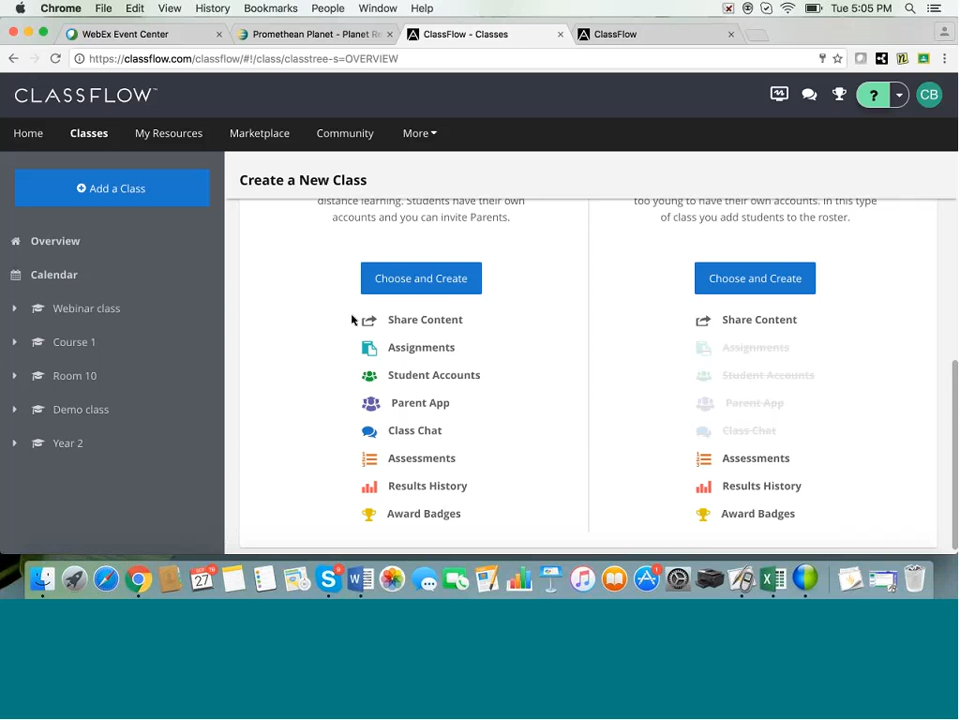 Chrome File Edit View History Bookmarks People Window Help Tue 5:05 PM
WebEx Event Center × Promethean Planet - Planet R × ClassFlow - Classes × ClassFlow ×
https://classflow.com/classflow/#!/class/classtree-s=OVERVIEW
CLASSFLOW ? CB
Home Classes My Resources Marketplace Community More
Add a Class
Create a New Class
Overview
Calendar
Webinar class
Course 1
Room 10
Demo class
Year 2
distance learning. Students have their own
accounts and you can invite Parents.
Choose and Create
Share Content
Assignments
Student Accounts
Parent App
Class Chat
Assessments
Results History
Award Badges
too young to have their own accounts. In this type
of class you add students to the roster.
Choose and Create
Share Content
Assignments
Student Accounts
Parent App
Class Chat
Assessments
Results History
Award Badges
27